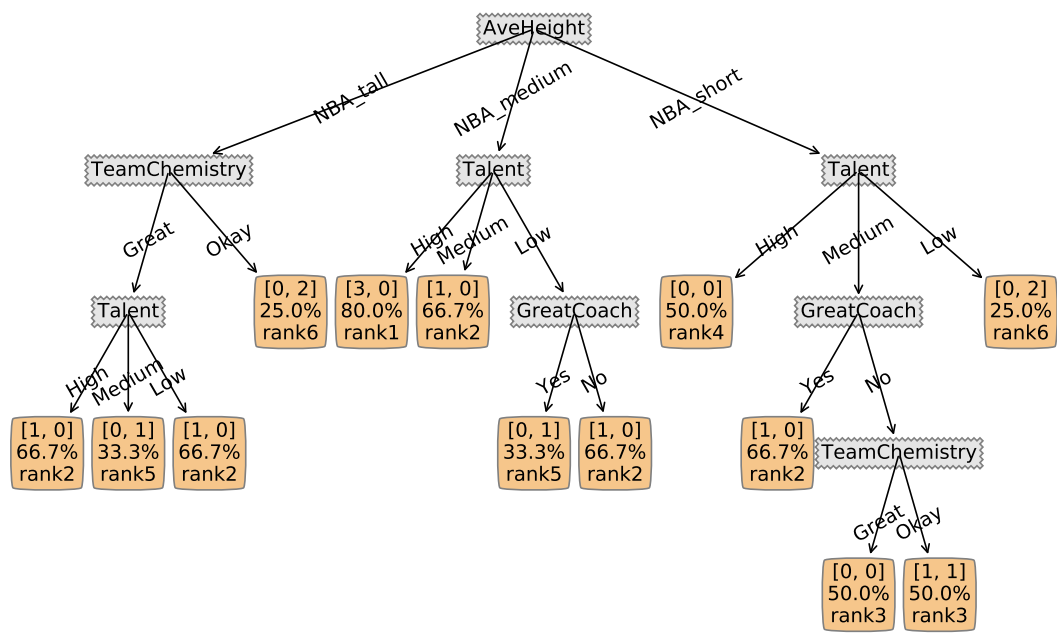 AveHeight
NBA_tall
NBA_medium
NBA_short
TeamChemistry
Talent
Talent
Great
Okay
High
Medium
Low
High
Medium
Low
Talent
[0, 2]
25.0%
rank6
[3, 0]
80.0%
rank1
[1, 0]
66.7%
rank2
GreatCoach
[0, 0]
50.0%
rank4
GreatCoach
[0, 2]
25.0%
rank6
High
Medium
Low
Yes
No
Yes
No
[1, 0]
66.7%
rank2
[0, 1]
33.3%
rank5
[1, 0]
66.7%
rank2
[0, 1]
33.3%
rank5
[1, 0]
66.7%
rank2
[1, 0]
66.7%
rank2
TeamChemistry
Great
Okay
[0, 0]
50.0%
rank3
[1, 1]
50.0%
rank3